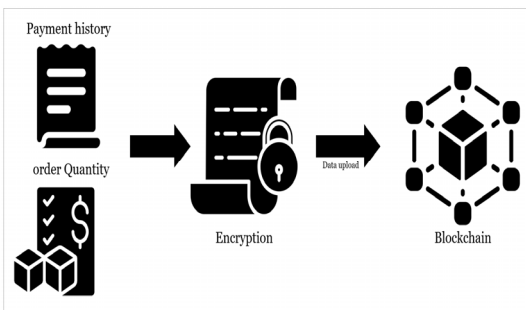 Payment history
order Quantity
Encryption
Data upload
Blockchain